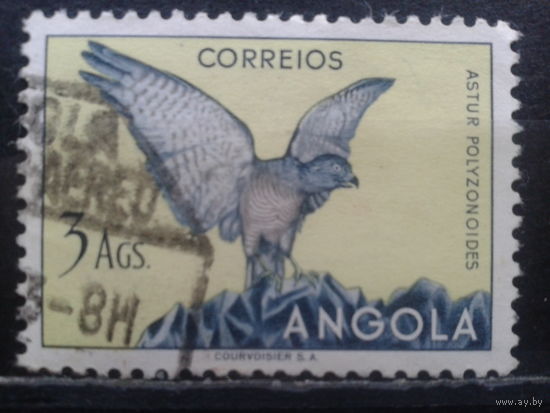 CORREIOS
ASTUR POLYZONOIDES
3 AGS.
-8H
ANGOLA
COURVOISIER S.A.
www.ay.by